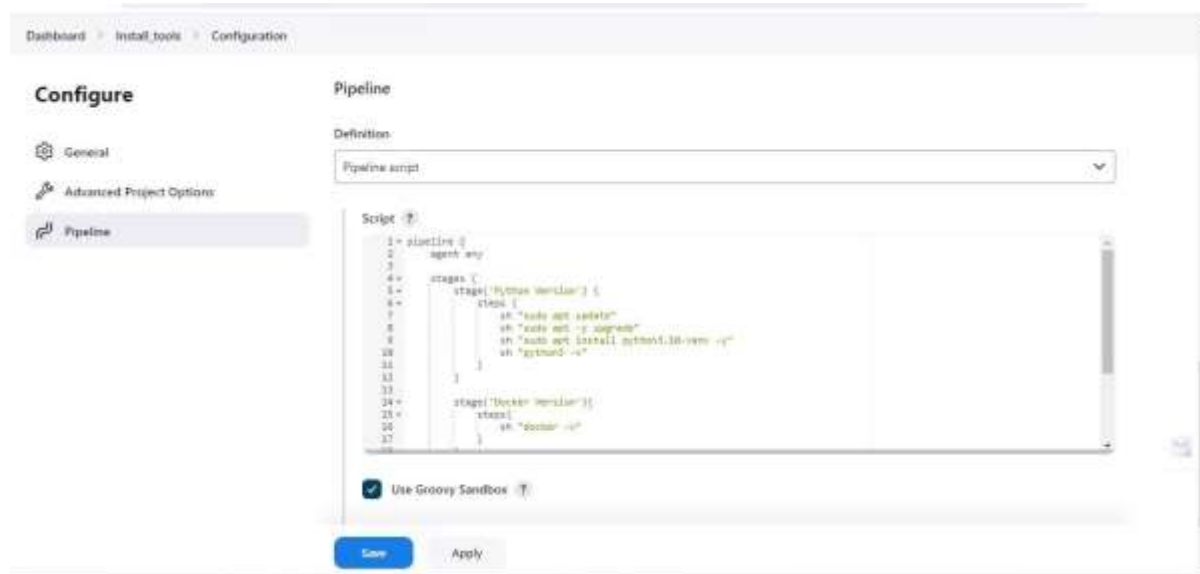 Dashboard Install_tools Configuration
Configure
General
Advanced Project Options
Pipeline
Pipeline
Definition
Pipeline script
Script ?
1 pipeline {
2 agent any
3
4 stages {
5 stage('Python Version') {
6 steps {
7 sh "sudo apt update"
8 sh "sudo apt -y upgrade"
9 sh "sudo apt install python3.10-venv -y"
10 sh "python3 -v"
11 }
12 }
13
14 stage('Docker Version'){
15 steps{
16 sh "docker -v"
17 }
Use Groovy Sandbox ?
Save Apply